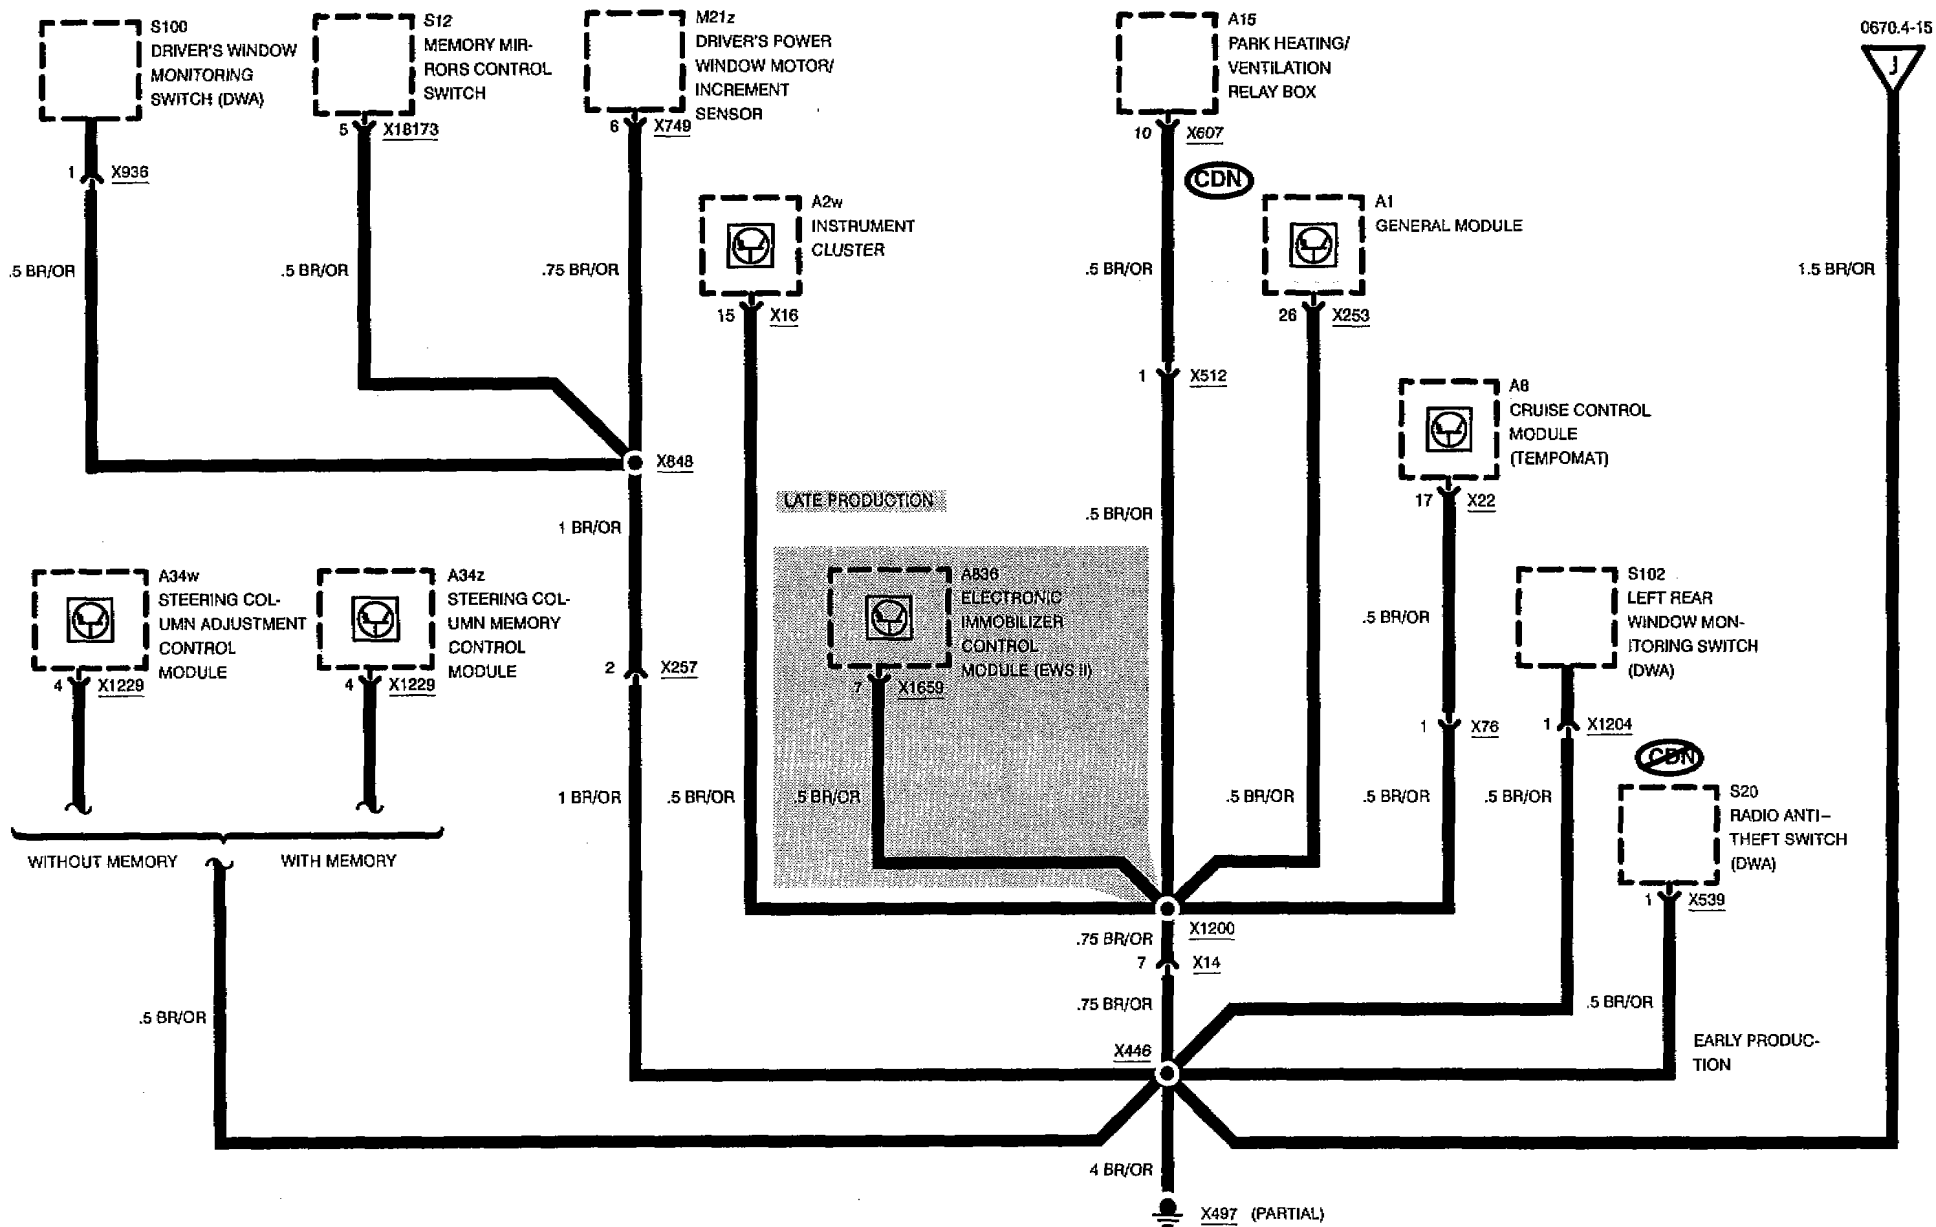 S100
DRIVER'S WINDOW
MONITORING
SWITCH (DWA)
1 X936
.5 BR/OR
S12
MEMORY MIR-
RORS CONTROL
SWITCH
5 X18173
.5 BR/OR
M21z
DRIVER'S POWER
WINDOW MOTOR/
INCREMENT
SENSOR
6 X749
.75 BR/OR
A2w
INSTRUMENT
CLUSTER
15 X16
A15
PARK HEATING/
VENTILATION
RELAY BOX
10 X607
CDN
.5 BR/OR
1 X512
A1
GENERAL MODULE
26 X253
0670.4-15
J
1.5 BR/OR
A8
CRUISE CONTROL
MODULE
(TEMPOMAT)
17 X22
.5 BR/OR
X848
1 BR/OR
LATE PRODUCTION
.5 BR/OR
A34w
STEERING COL-
UMN ADJUSTMENT
CONTROL
MODULE
4 X1229
A34z
STEERING COL-
UMN MEMORY
CONTROL
MODULE
4 X1229
2 X257
A836
ELECTRONIC
IMMOBILIZER
CONTROL
MODULE (EWS II)
7 X1659
S102
LEFT REAR
WINDOW MON-
ITORING SWITCH
(DWA)
1 X76
1 X1204
CDN
1 BR/OR
.5 BR/OR
.5 BR/OR
.5 BR/OR
.5 BR/OR
.5 BR/OR
S20
RADIO ANTI-
THEFT SWITCH
(DWA)
1 X539
WITHOUT MEMORY
WITH MEMORY
X1200
.75 BR/OR
7 X14
.75 BR/OR
.5 BR/OR
.5 BR/OR
X446
EARLY PRODUC-
TION
4 BR/OR
X497 (PARTIAL)